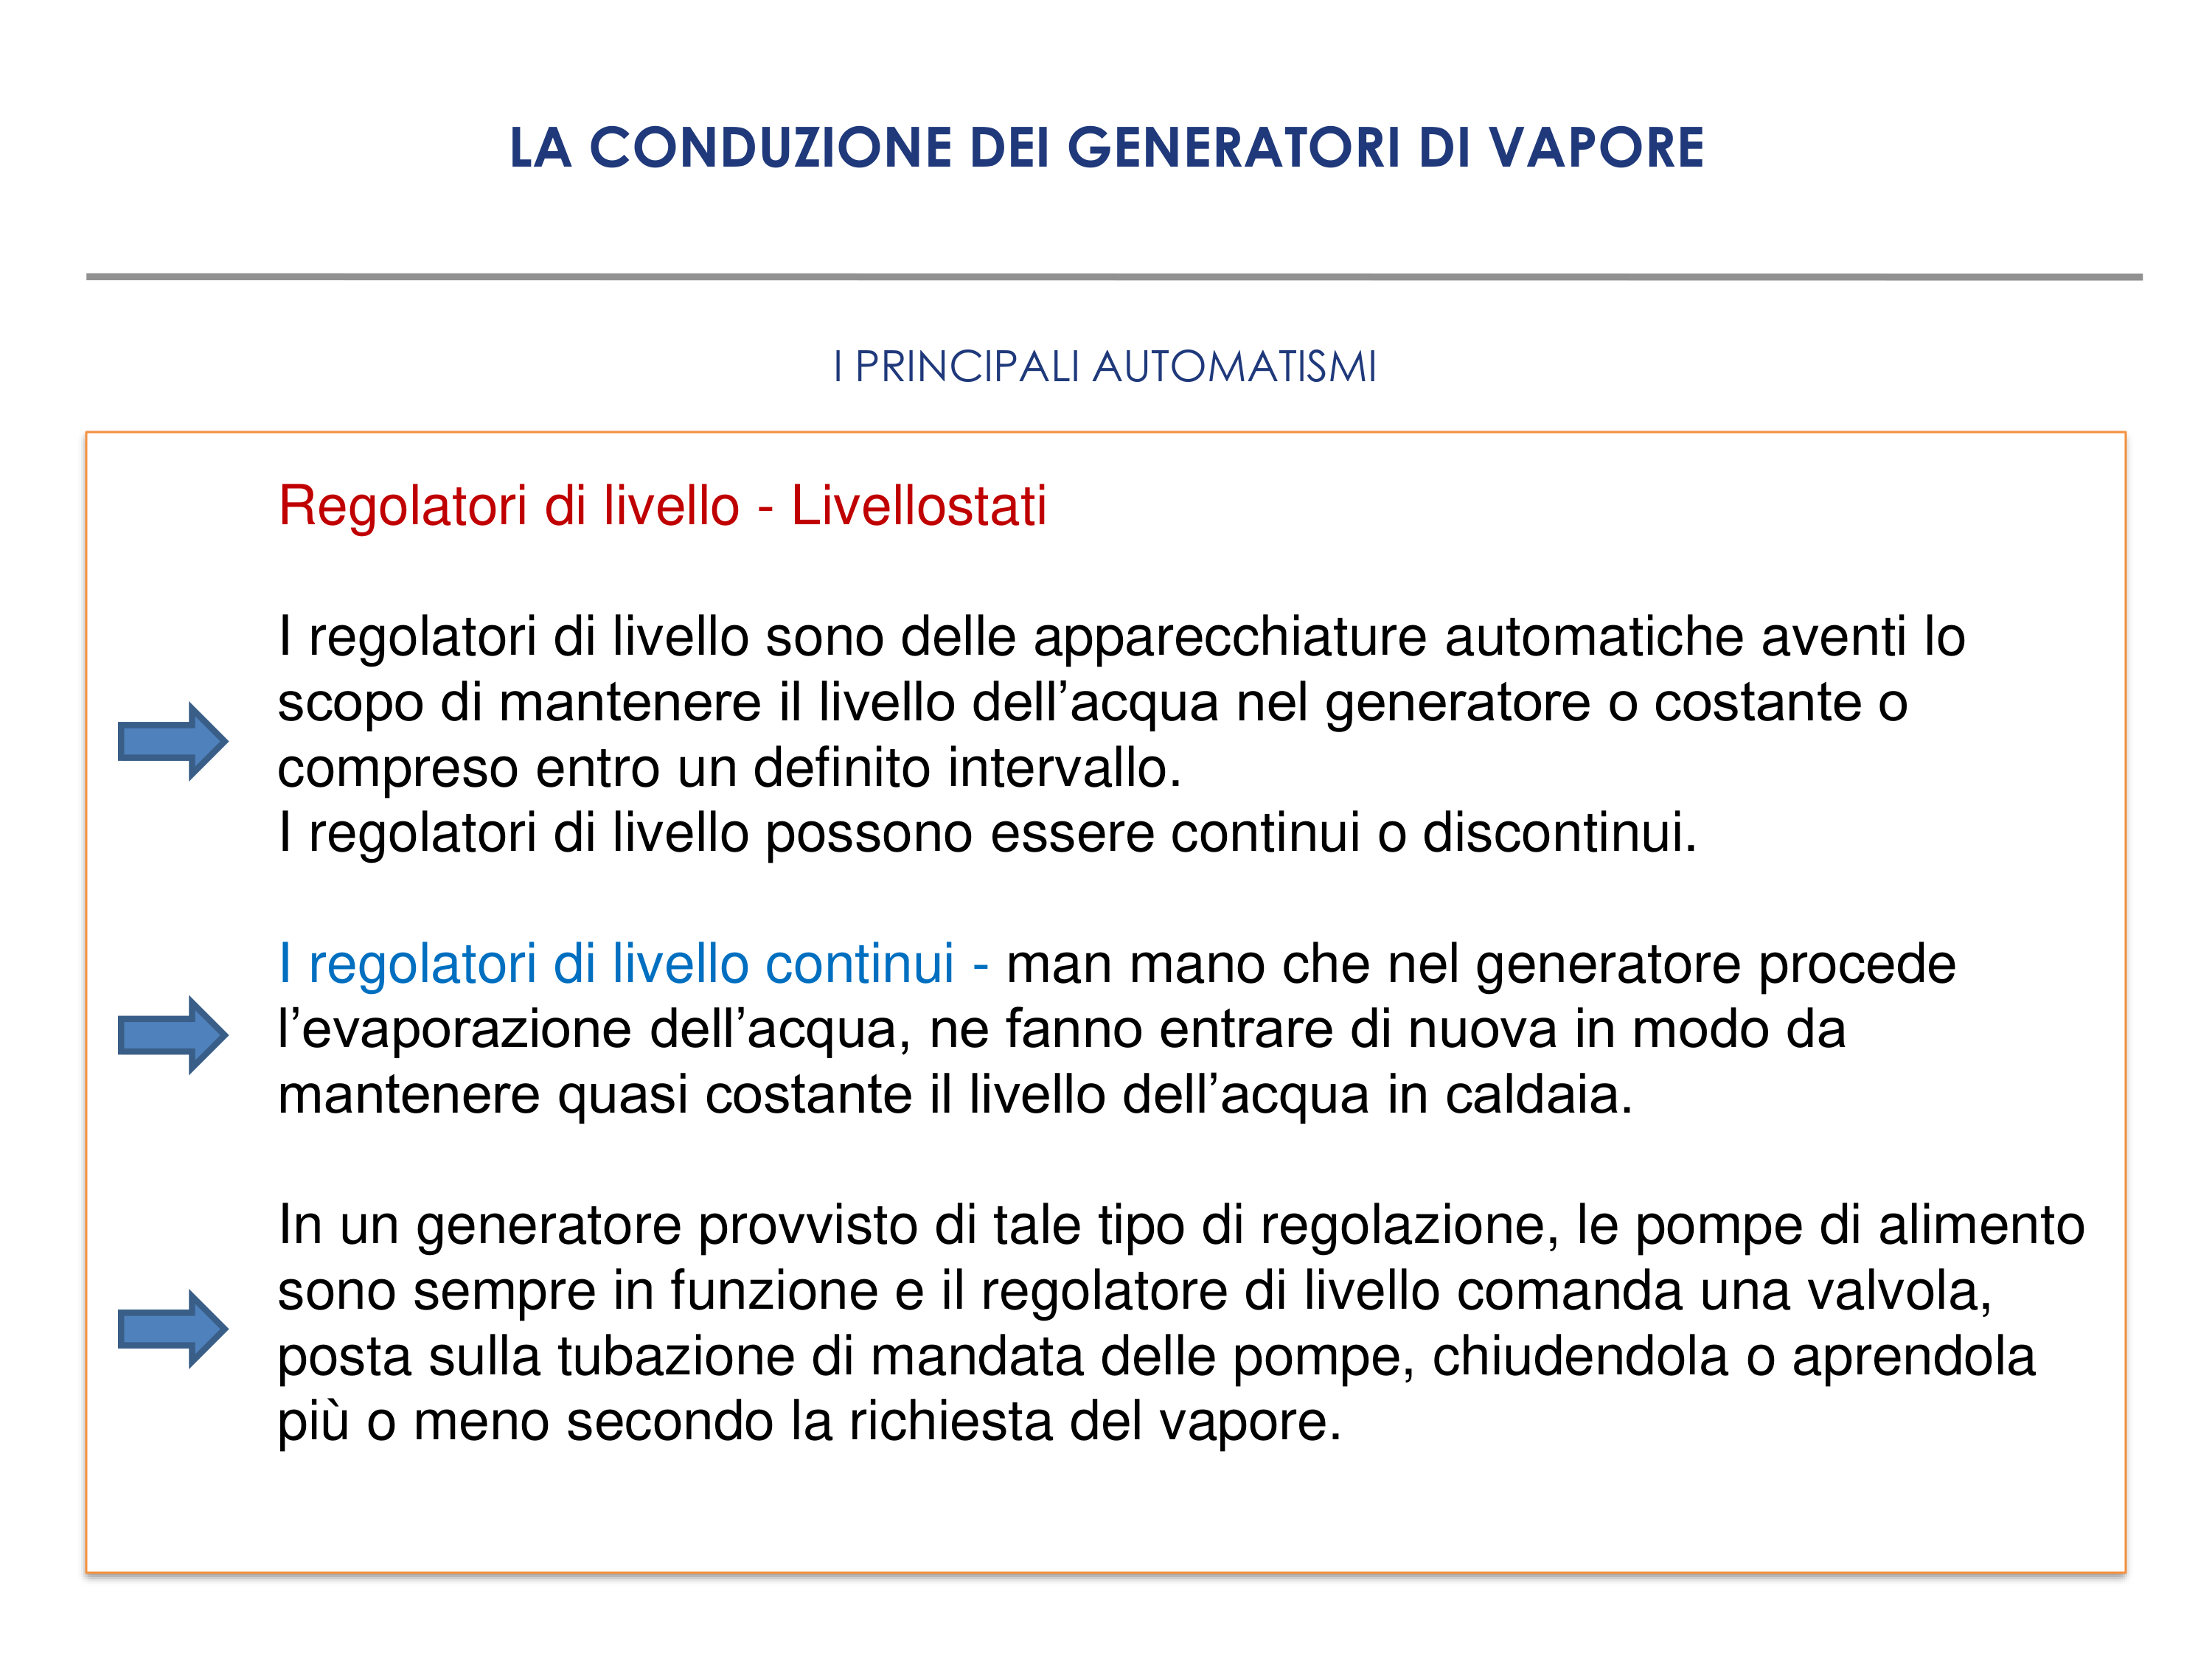 LA CONDUZIONE DEI GENERATORI DI VAPORE
I PRINCIPALI AUTOMATISMI
Regolatori di livello - Livellostati
I regolatori di livello sono delle apparecchiature automatiche aventi lo
scopo di mantenere il livello dell’acqua nel generatore o costante o
compreso entro un definito intervallo.
I regolatori di livello possono essere continui o discontinui.
I regolatori di livello continui - man mano che nel generatore procede
l’evaporazione dell’acqua, ne fanno entrare di nuova in modo da
mantenere quasi costante il livello dell’acqua in caldaia.
In un generatore provvisto di tale tipo di regolazione, le pompe di alimento
sono sempre in funzione e il regolatore di livello comanda una valvola,
posta sulla tubazione di mandata delle pompe, chiudendola o aprendola
più o meno secondo la richiesta del vapore.